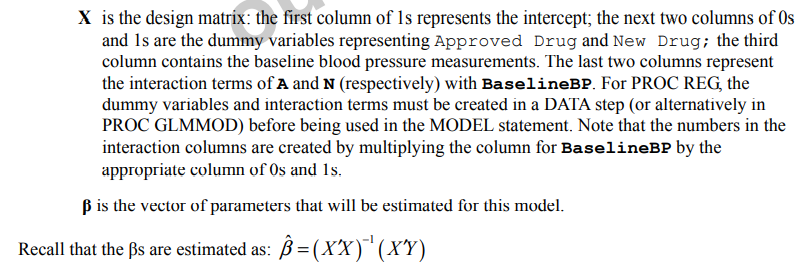 X is the design matrix: the first column of 1s represents the intercept; the next two columns of 0s
and 1s are the dummy variables representing Approved Drug and New Drug; the third
column contains the baseline blood pressure measurements. The last two columns represent
the interaction terms of A and N (respectively) with BaselineBP. For PROC REG, the
dummy variables and interaction terms must be created in a DATA step (or alternatively in
PROC GLMMOD) before being used in the MODEL statement. Note that the numbers in the
interaction columns are created by multiplying the column for BaselineBP by the
appropriate column of 0s and 1s.
β is the vector of parameters that will be estimated for this model.
Recall that the βs are estimated as: β̂ = (X'X)⁻¹ (X'Y)